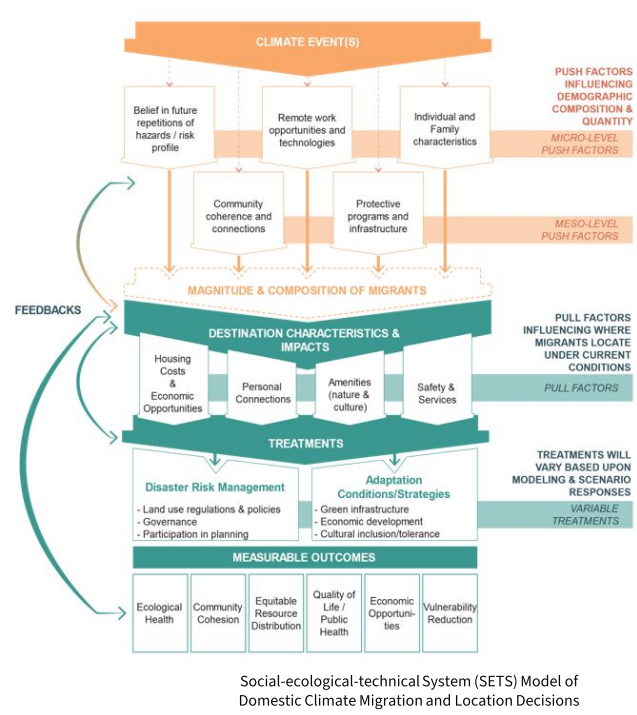 CLIMATE EVENT(S)
PUSH FACTORS
INFLUENCING
DEMOGRAPHIC
COMPOSITION &
QUANTITY
Belief in future
repetitions of
hazards / risk
profile
Remote work
opportunities and
technologies
Individual and
Family
characteristics
MICRO-LEVEL
PUSH FACTORS
Community
coherence and
connections
Protective
programs and
infrastructure
MESO-LEVEL
PUSH FACTORS
MAGNITUDE & COMPOSITION OF MIGRANTS
FEEDBACKS
DESTINATION CHARACTERISTICS &
IMPACTS
PULL FACTORS
INFLUENCING WHERE
MIGRANTS LOCATE
UNDER CURRENT
CONDITIONS
Housing
Costs
&
Economic
Opportunities
Personal
Connections
Amenities
(nature &
culture)
Safety &
Services
PULL FACTORS
TREATMENTS
TREATMENTS WILL
VARY BASED UPON
MODELING & SCENARIO
RESPONSES
Disaster Risk Management
- Land use regulations & policies
- Governance
- Participation in planning
Adaptation
Conditions/Strategies
- Green infrastructure
- Economic development
- Cultural inclusion/tolerance
VARIABLE
TREATMENTS
MEASURABLE OUTCOMES
Ecological
Health
Community
Cohesion
Equitable
Resource
Distribution
Quality of
Life /
Public
Health
Economic
Opportuni-
ties
Vulnerability
Reduction
Social-ecological-technical System (SETS) Model of
Domestic Climate Migration and Location Decisions